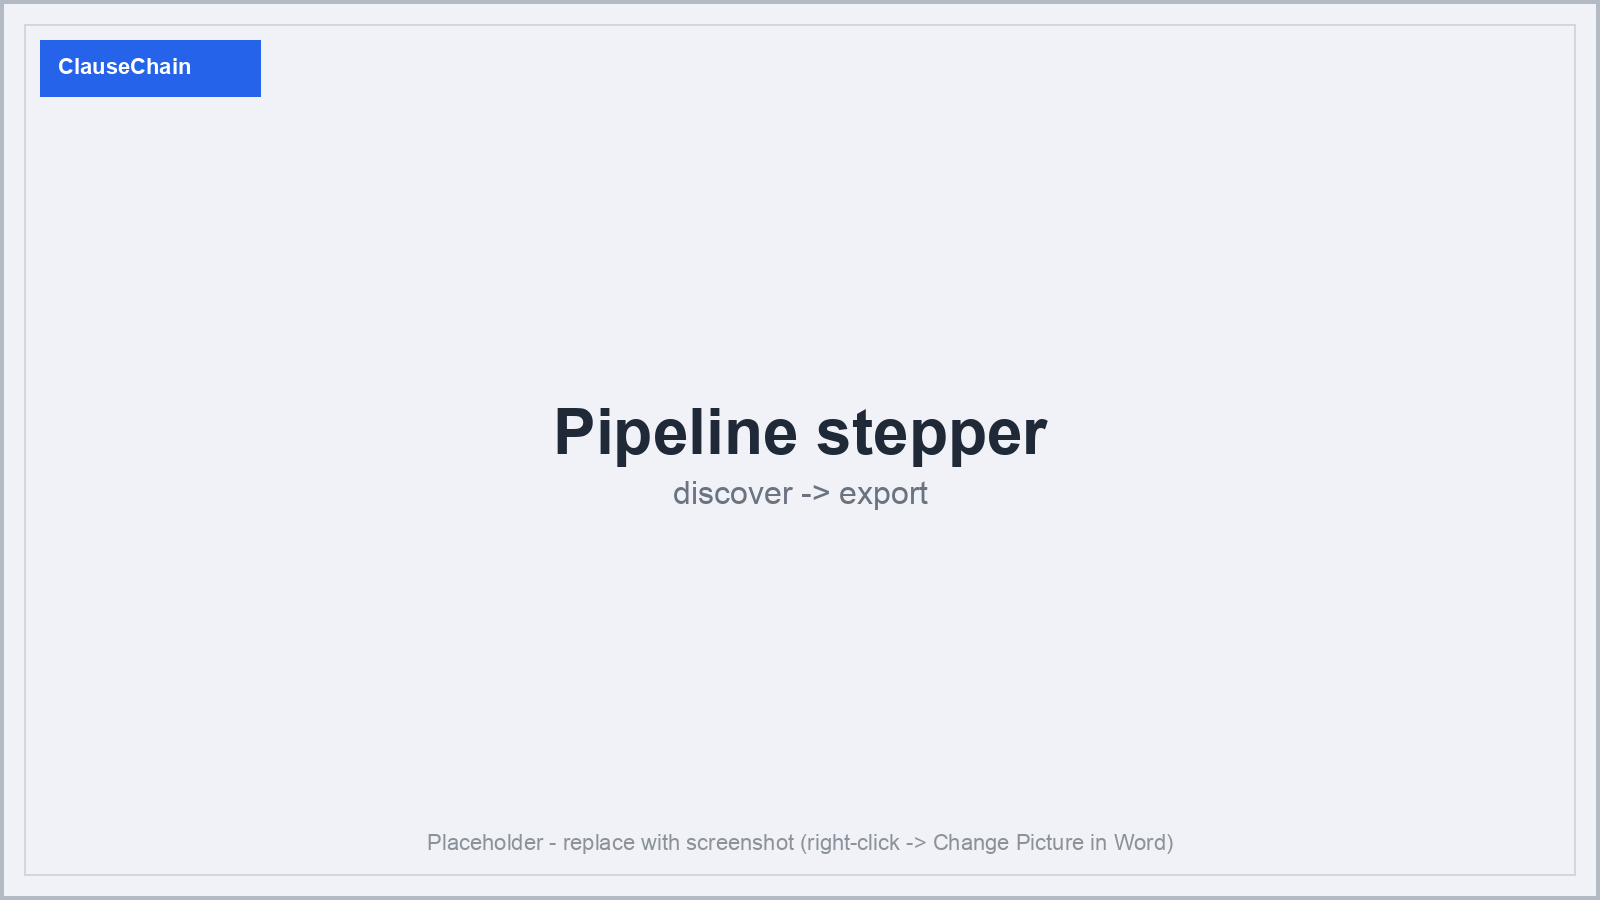 ClauseChain
Pipeline stepper
discover -> export
Placeholder - replace with screenshot (right-click -> Change Picture in Word)